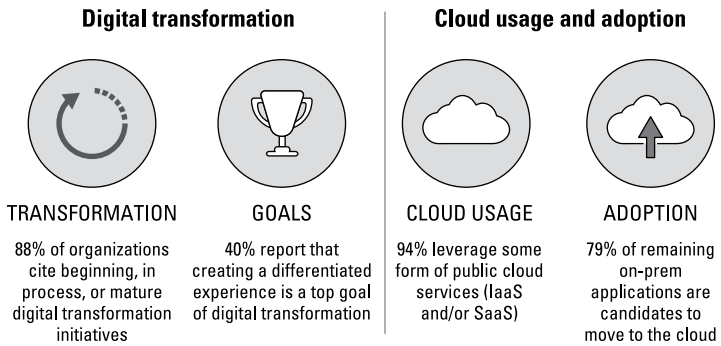 Digital transformation
Cloud usage and adoption
TRANSFORMATION
88% of organizations
cite beginning, in
process, or mature
digital transformation
initiatives
GOALS
40% report that
creating a differentiated
experience is a top goal
of digital transformation
CLOUD USAGE
94% leverage some
form of public cloud
services (IaaS
and/or SaaS)
ADOPTION
79% of remaining
on-prem
applications are
candidates to
move to the cloud